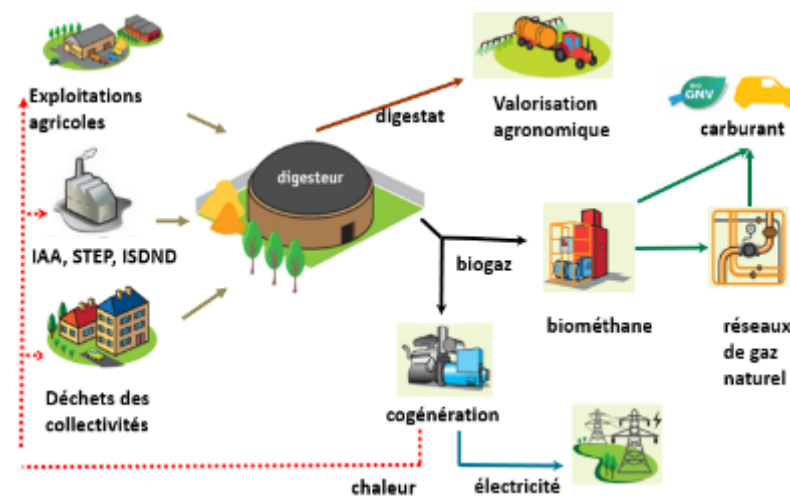 Exploitations
agricoles
IAA, STEP, ISDND
Déchets des
collectivités
digesteur
digestat
Valorisation
agronomique
biogaz
cogénération
chaleur
électricité
biométhane
BIO
GNV
carburant
réseaux
de gaz
naturel